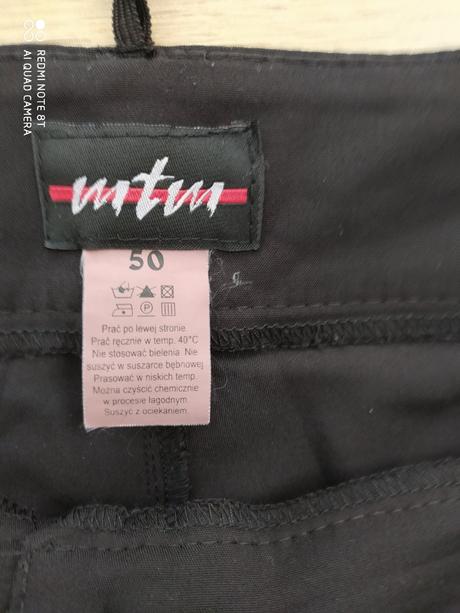 REDMI NOTE 8T
AI QUAD CAMERA
mtm
50
Prać po lewej stronie
Prać ręcznie w temp. 40°C
Nie stosować bielenia. Nie
suszyć w suszarce bębnowej
Prasować w niskich temp.
Można czyścić chemicznie
w procesie łagodnym
Suszyć z ociekaniem